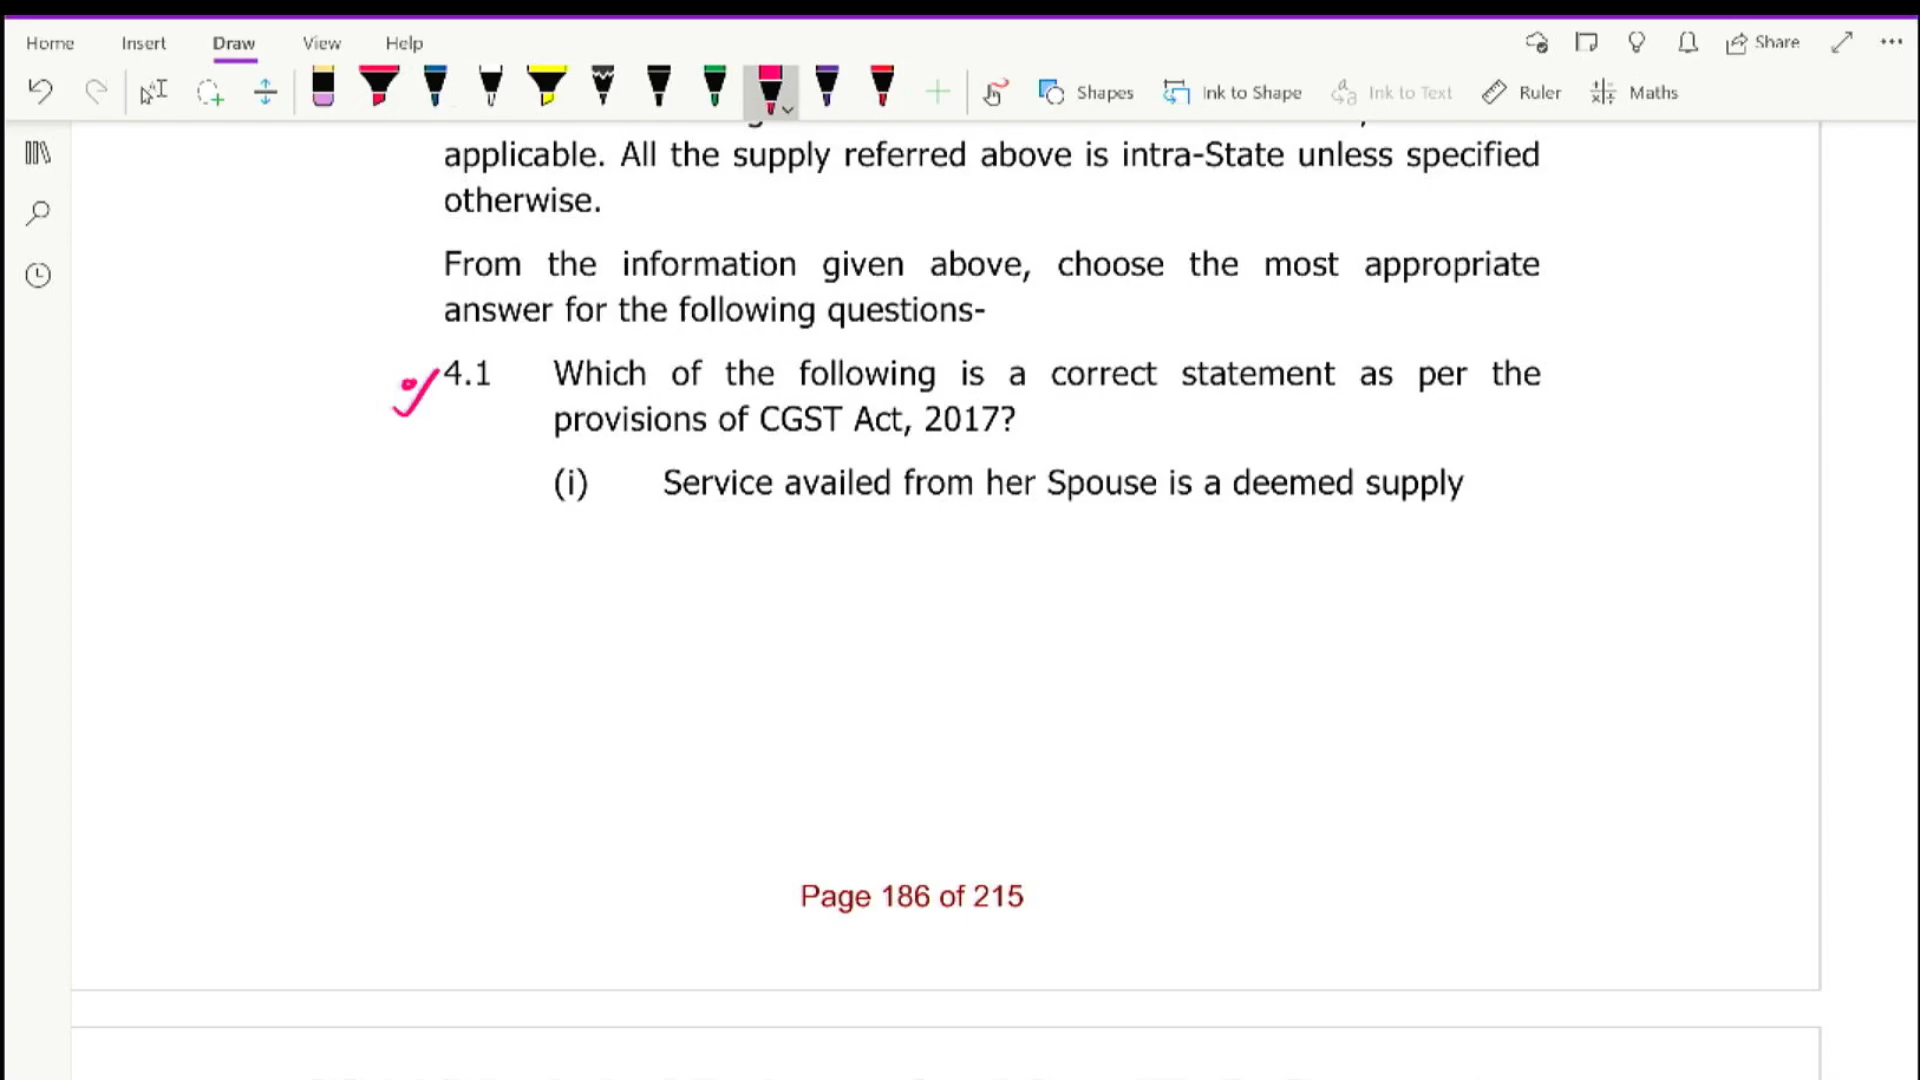 Home Insert Draw View Help Share
Shapes Ink to Shape Ink to Text Ruler Maths
applicable. All the supply referred above is intra-State unless specified
otherwise.
From the information given above, choose the most appropriate
answer for the following questions-
4.1 Which of the following is a correct statement as per the
provisions of CGST Act, 2017?
(i) Service availed from her Spouse is a deemed supply
Page 186 of 215